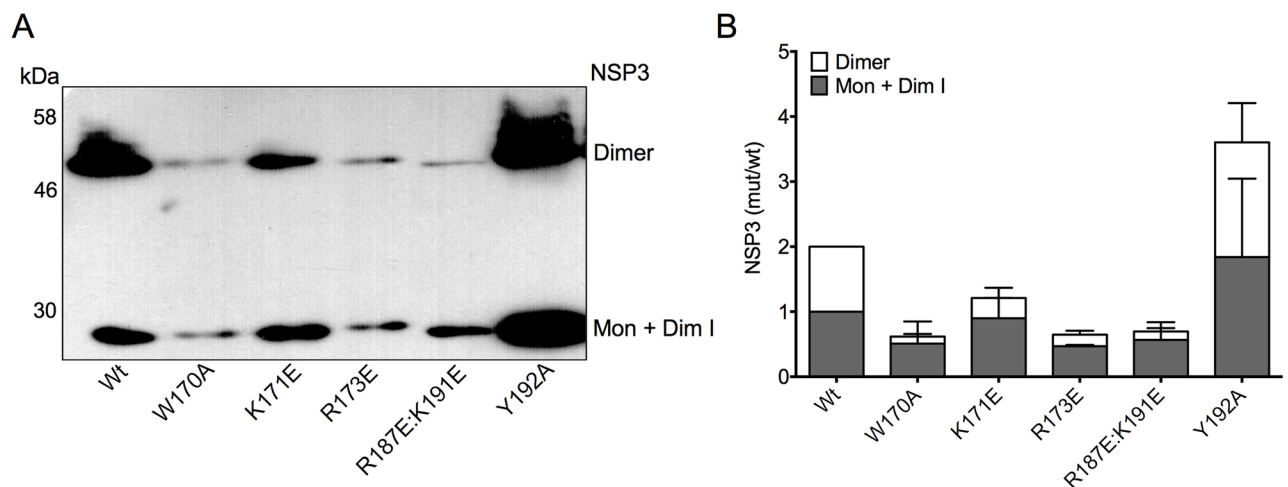 A
kDa
NSP3
58
Dimer
46
30
Mon + Dim I
Wt
W170A
K171E
R173E
R187E:K191E
Y192A
B
Dimer
Mon + Dim I
NSP3 (mut/wt)
5
4
3
2
1
0
Wt
W170A
K171E
R173E
R187E:K191E
Y192A